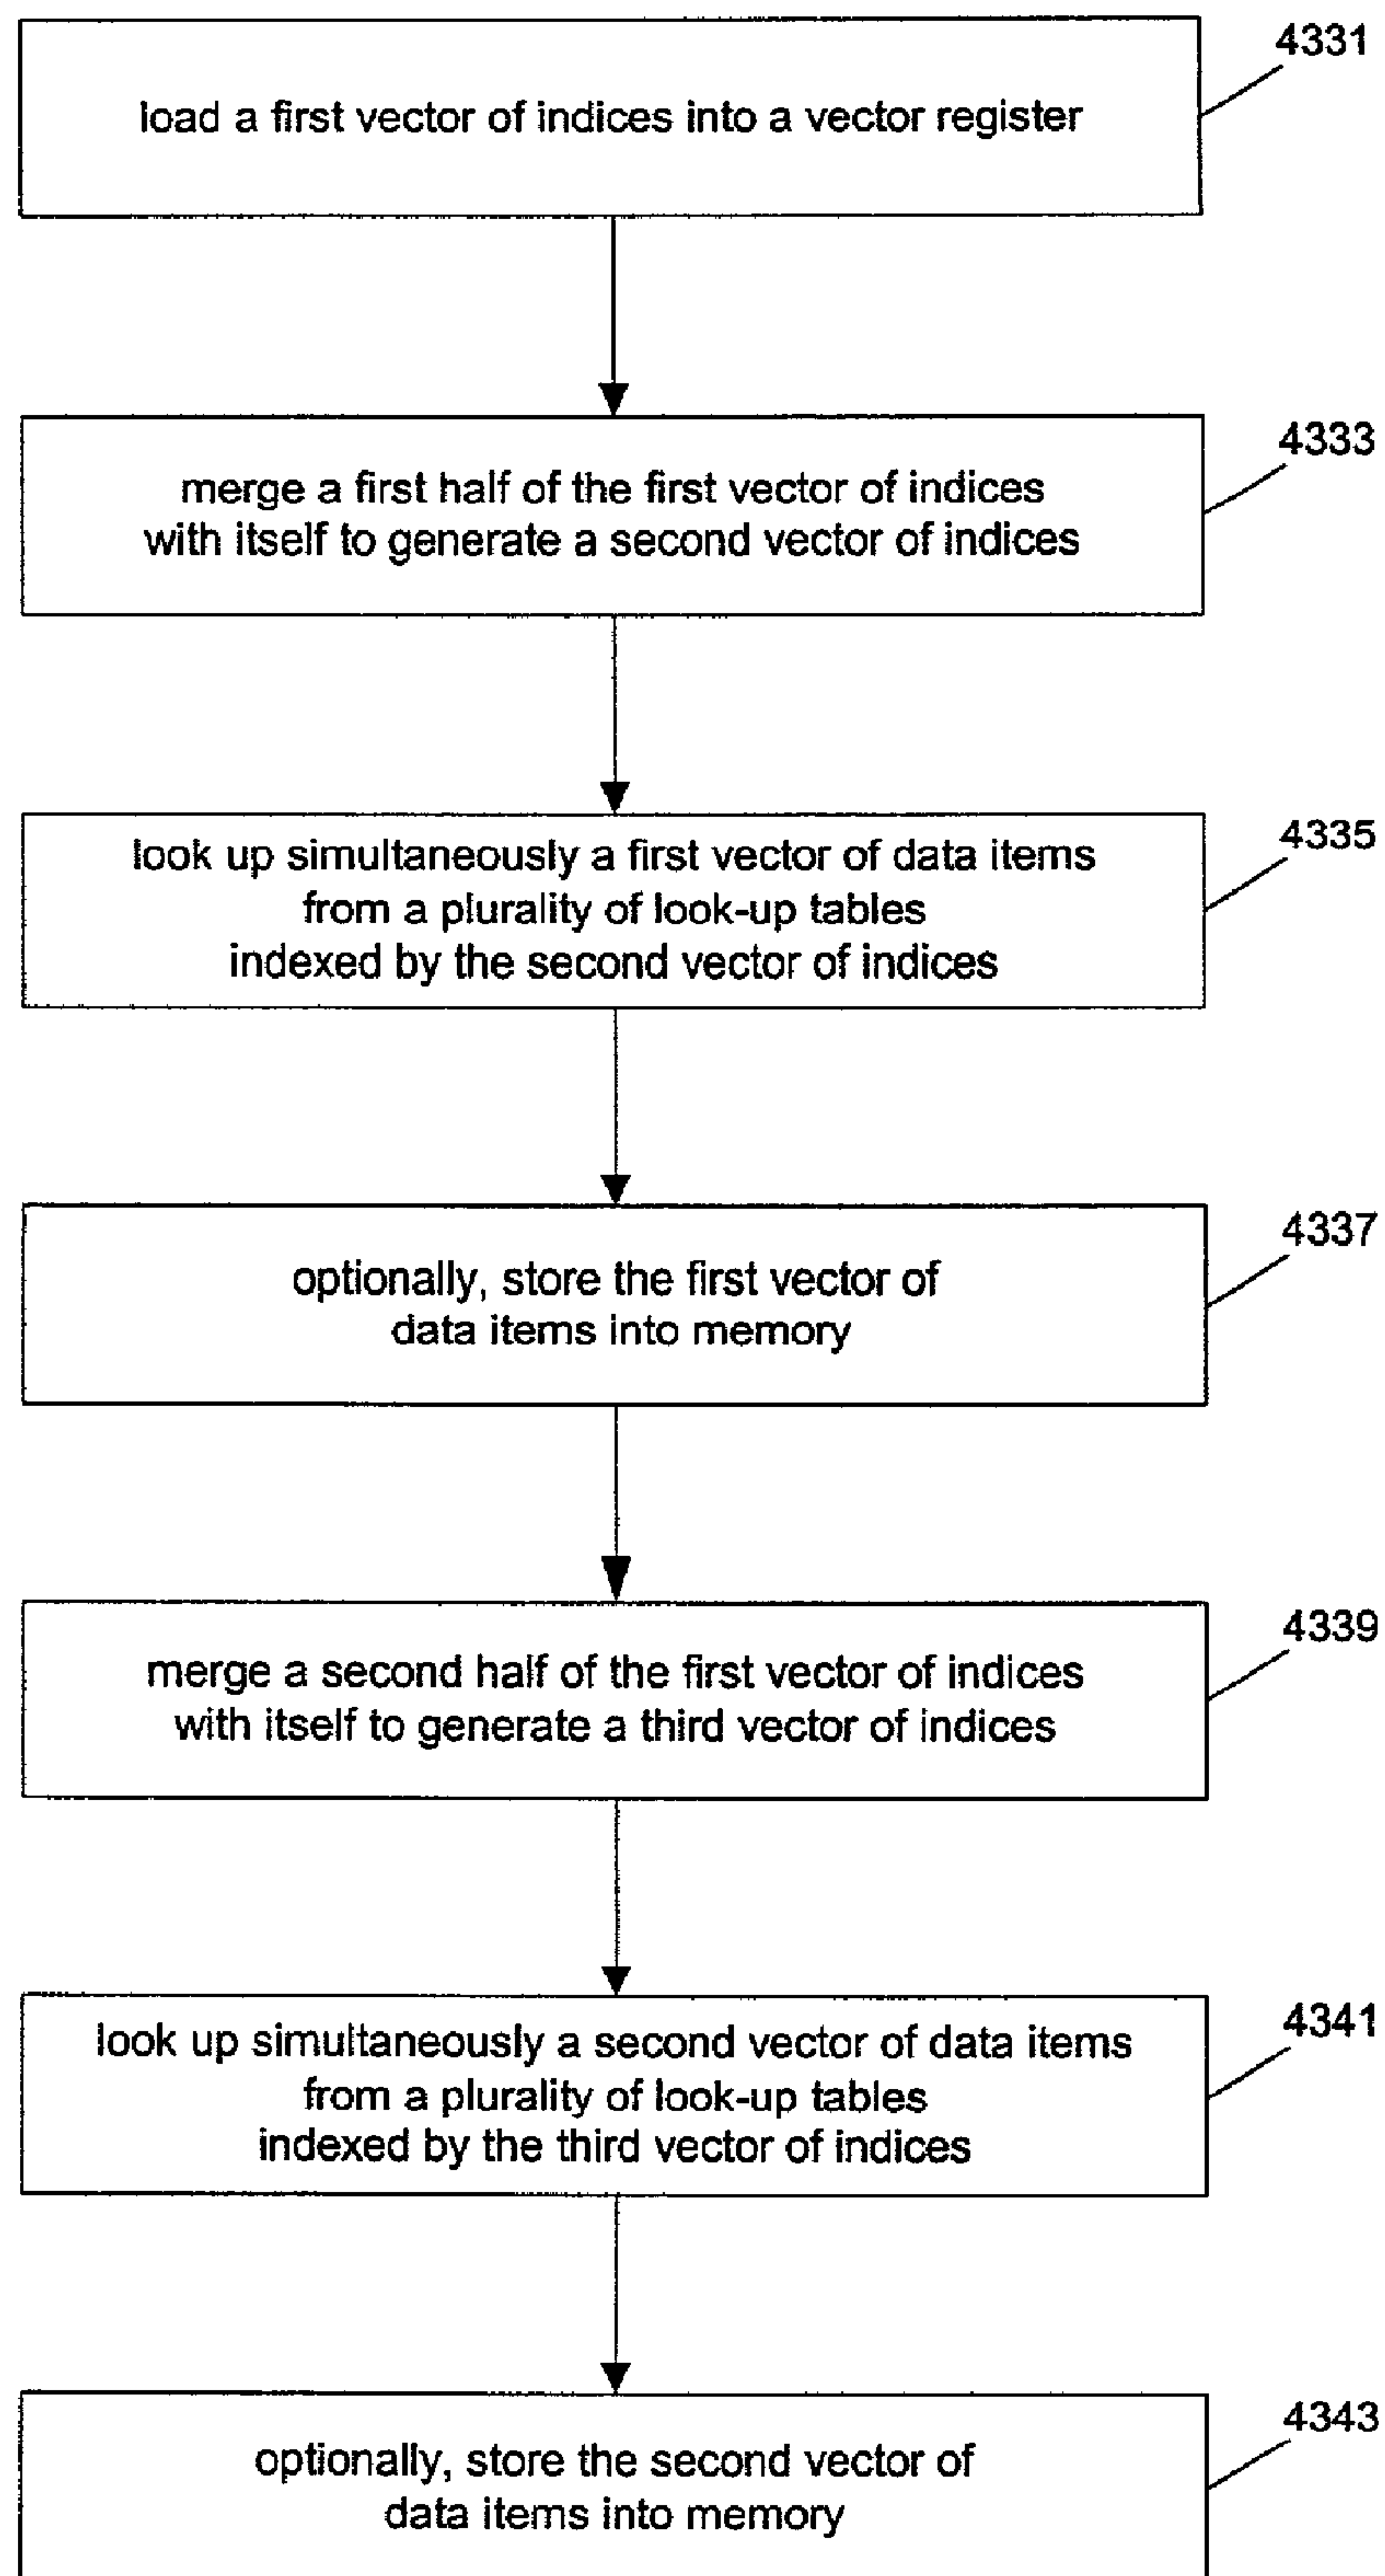 4331
load a first vector of indices into a vector register
4333
merge a first half of the first vector of indices
with itself to generate a second vector of indices
4335
look up simultaneously a first vector of data items
from a plurality of look-up tables
indexed by the second vector of indices
4337
optionally, store the first vector of
data items into memory
4339
merge a second half of the first vector of indices
with itself to generate a third vector of indices
4341
look up simultaneously a second vector of data items
from a plurality of look-up tables
indexed by the third vector of indices
4343
optionally, store the second vector of
data items into memory